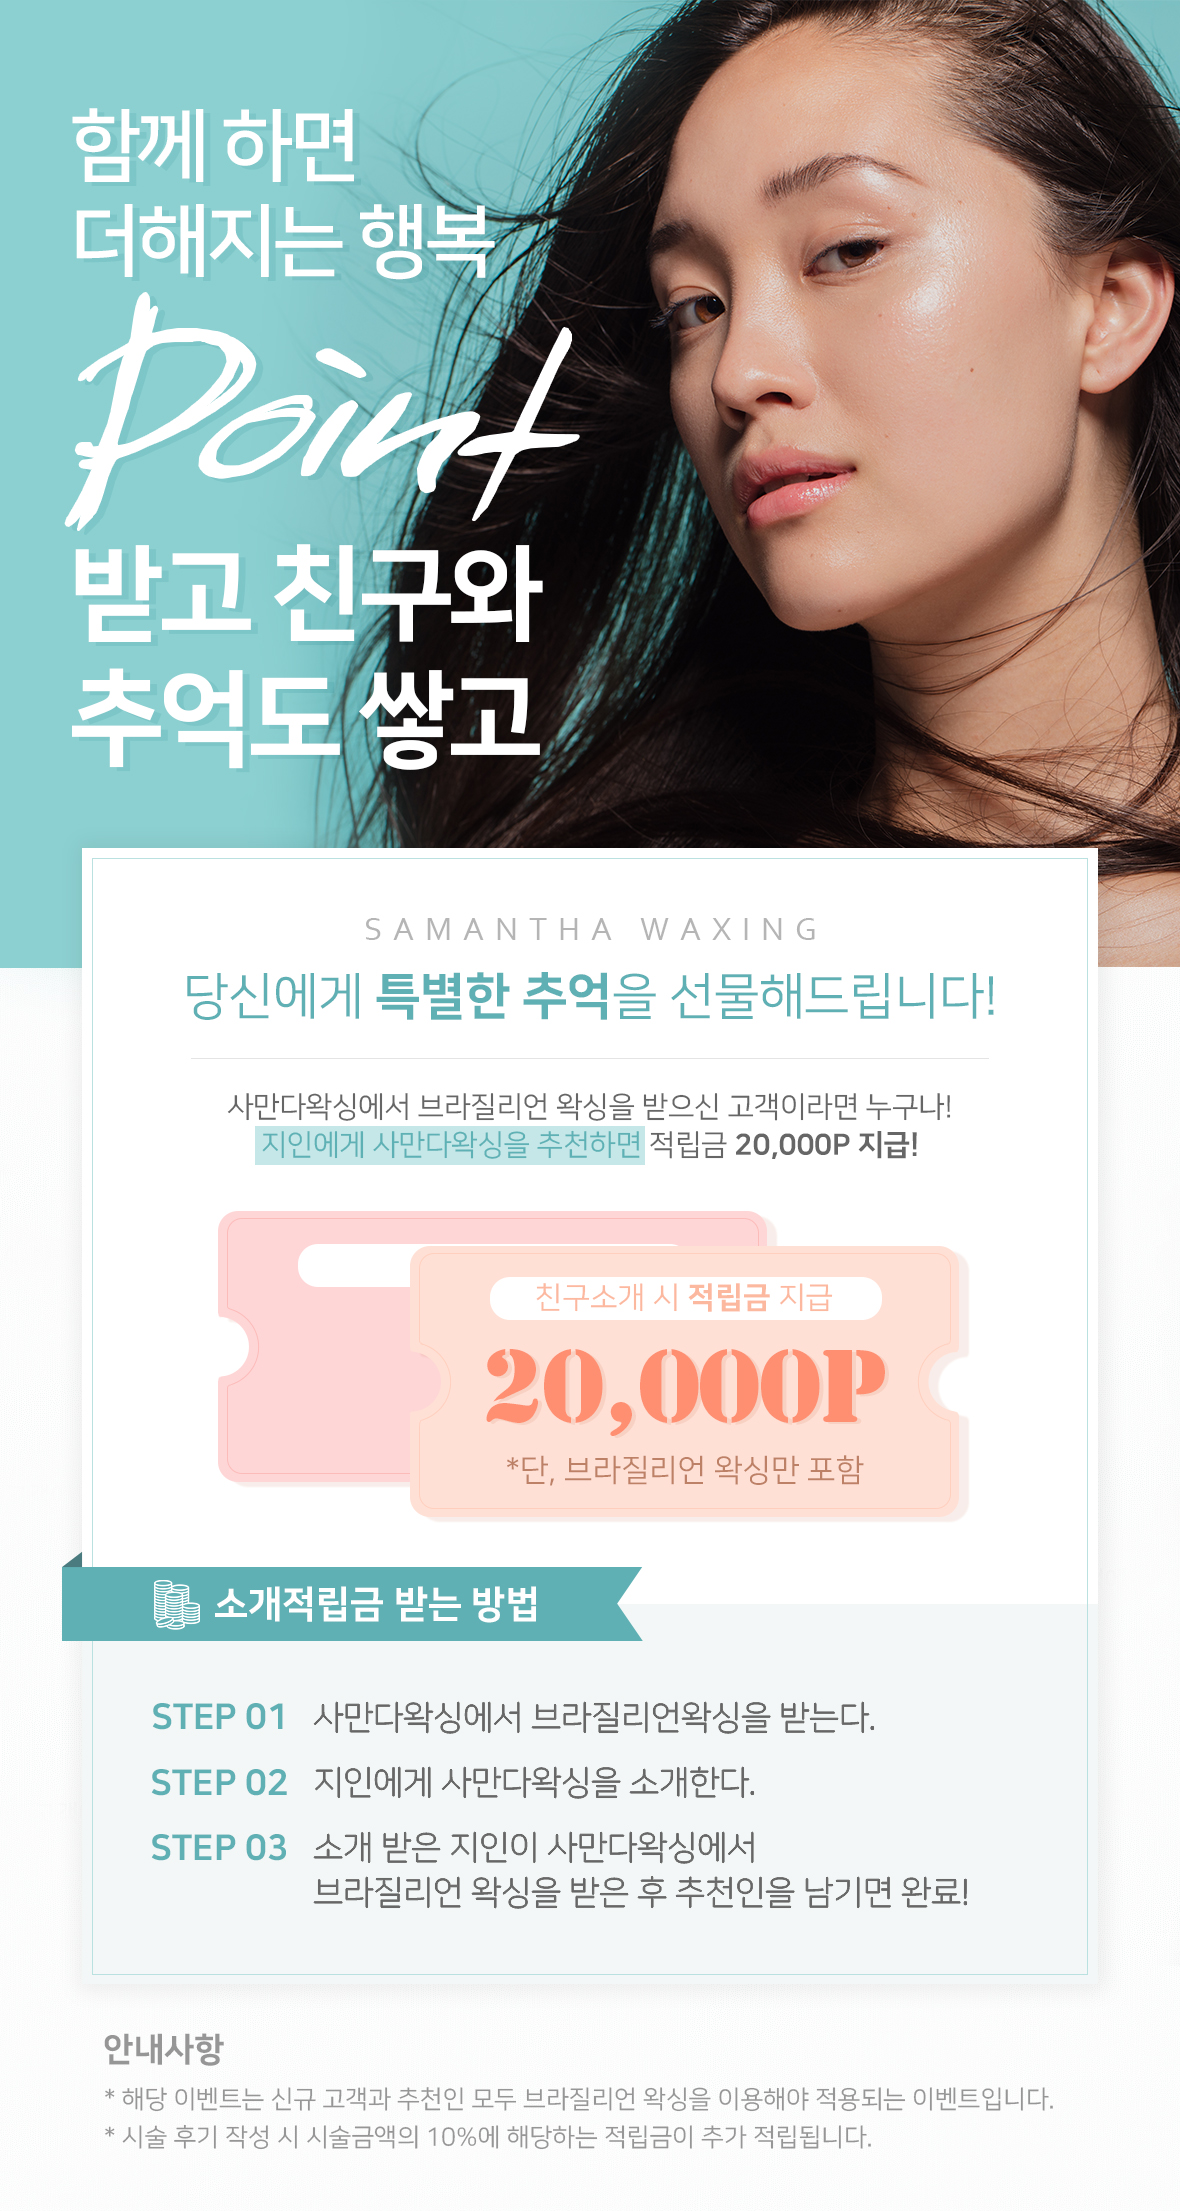 함께 하면
더해지는 행복
Point
받고 친구와
추억도 쌓고
SAMANTHA WAXING
당신에게 특별한 추억을 선물해드립니다!
사만다왁싱에서 브라질리언 왁싱을 받으신 고객이라면 누구나!
지인에게 사만다왁싱을 추천하면 적립금 20,000P 지급!
친구소개 시 적립금 지급
20,000P
*단, 브라질리언 왁싱만 포함
소개적립금 받는 방법
STEP 01 사만다왁싱에서 브라질리언왁싱을 받는다.
STEP 02 지인에게 사만다왁싱을 소개한다.
STEP 03 소개 받은 지인이 사만다왁싱에서
브라질리언 왁싱을 받은 후 추천인을 남기면 완료!
안내사항
* 해당 이벤트는 신규 고객과 추천인 모두 브라질리언 왁싱을 이용해야 적용되는 이벤트입니다.
* 시술 후기 작성 시 시술금액의 10%에 해당하는 적립금이 추가 적립됩니다.